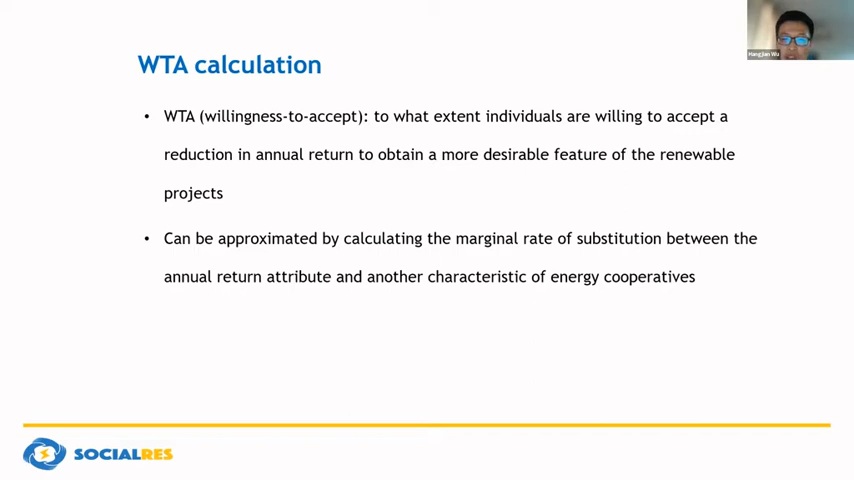 WTA calculation
• WTA (willingness-to-accept): to what extent individuals are willing to accept a
reduction in annual return to obtain a more desirable feature of the renewable
projects
• Can be approximated by calculating the marginal rate of substitution between the
annual return attribute and another characteristic of energy cooperatives
Hangjian Wu
SOCIALRES